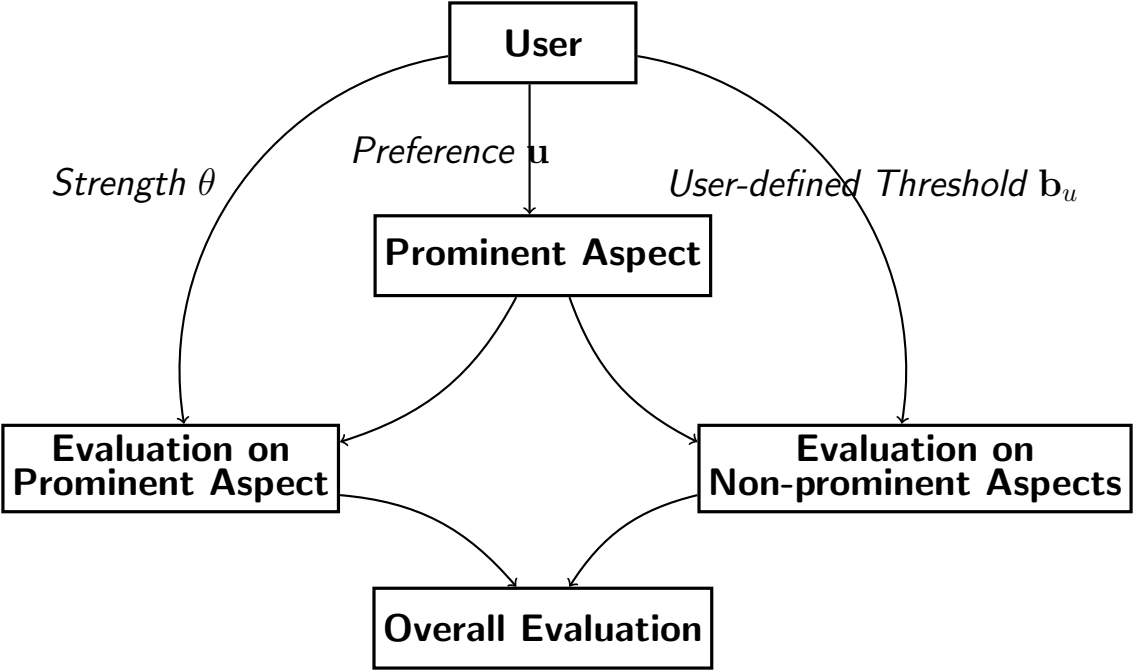 User
Preference u
Strength θ
User-defined Threshold bᵤ
Prominent Aspect
Evaluation on
Prominent Aspect
Evaluation on
Non-prominent Aspects
Overall Evaluation